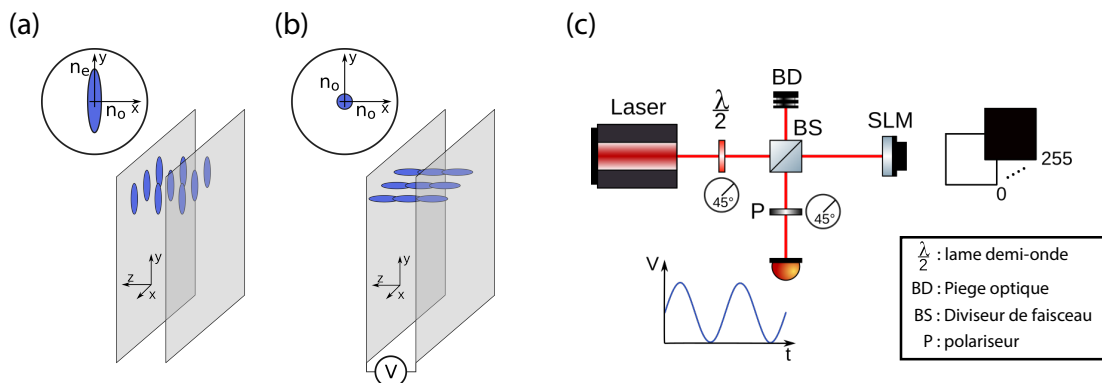 (a)
y
n_e
n_o
x
y
z
x
(b)
y
n_o
n_o
x
y
z
x
V
(c)
Laser
λ/2
BD
BS
SLM
45°
P
45°
255
0
V
t
λ/2 : lame demi-onde
BD : Piege optique
BS : Diviseur de faisceau
P : polariseur